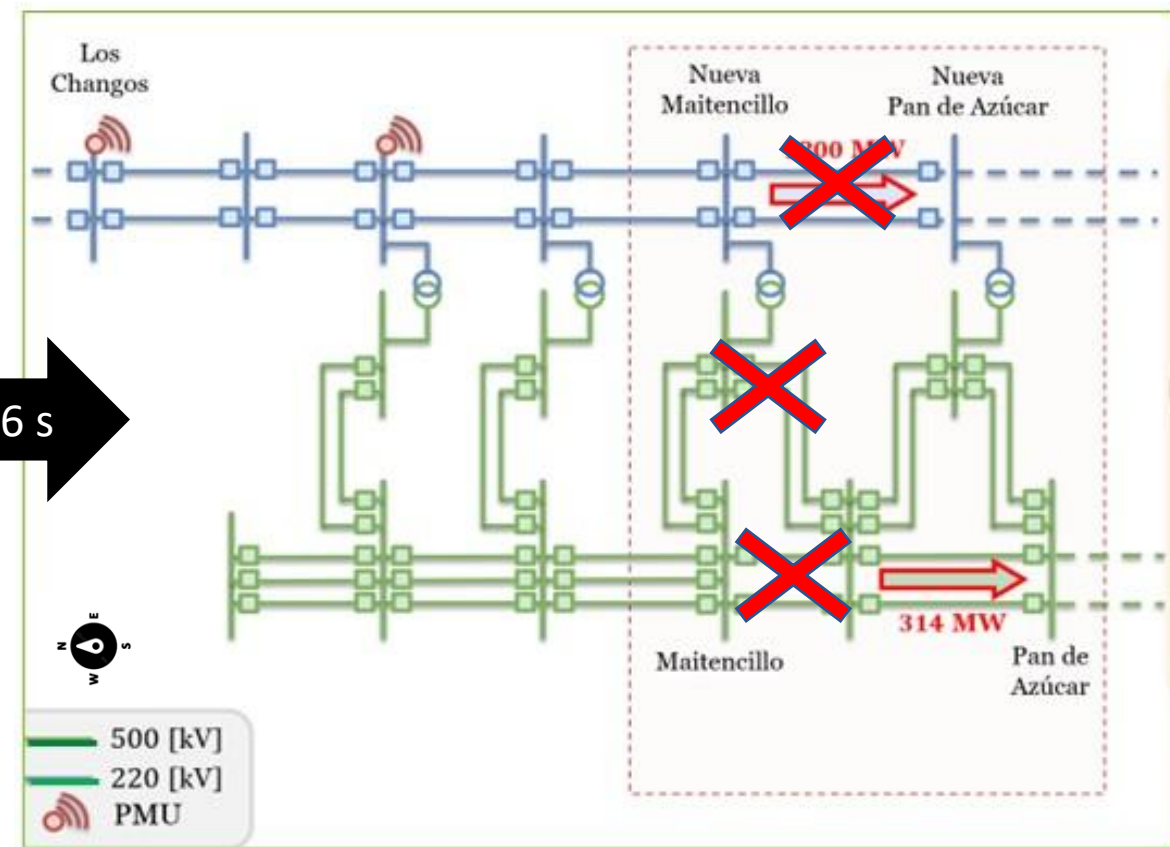 Los
Changos
Nueva
Maitencillo
Nueva
Pan de Azúcar
6 s
314 MW
N
E
S
W
Maitencillo
Pan de
Azúcar
500 [kV]
220 [kV]
PMU